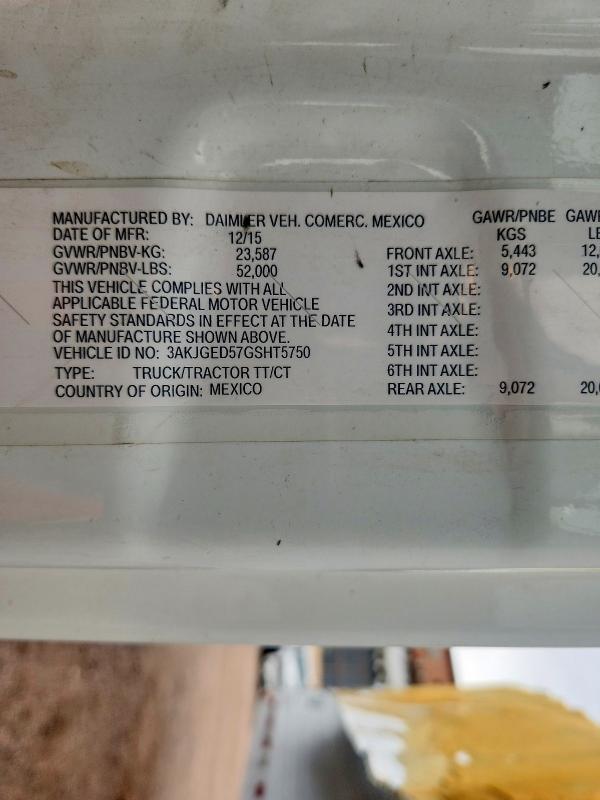 MANUFACTURED BY: DAIMLER VEH. COMERC. MEXICO
DATE OF MFR: 12/15
GVWR/PNBV-KG: 23,587
GVWR/PNBV-LBS: 52,000
THIS VEHICLE COMPLIES WITH ALL
APPLICABLE FEDERAL MOTOR VEHICLE
SAFETY STANDARDS IN EFFECT AT THE DATE
OF MANUFACTURE SHOWN ABOVE.
VEHICLE ID NO: 3AKJGED57GSHT5750
TYPE: TRUCK/TRACTOR TT/CT
COUNTRY OF ORIGIN: MEXICO
GAWR/PNBE GAW
KGS L
FRONT AXLE: 5,443 12,
1ST INT AXLE: 9,072 20,
2ND INT AXLE:
3RD INT AXLE:
4TH INT AXLE:
5TH INT AXLE:
6TH INT AXLE:
REAR AXLE: 9,072 20,